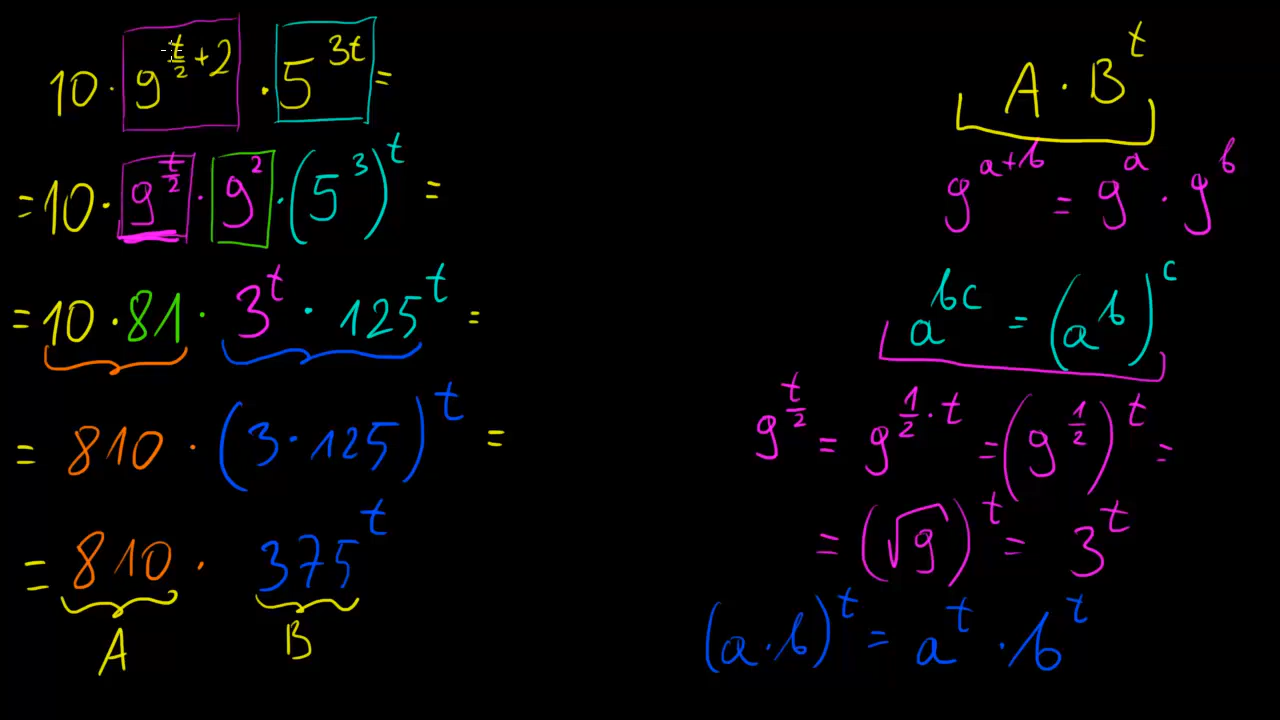 10 · 9^(t/2 + 2) · 5^(3t) =
= 10 · 9^(t/2) · 9^2 · (5^3)^t =
= 10 · 81 · 3^t · 125^t =
= 810 · (3 · 125)^t =
= 810 · 375^t
A B
A · B^t
9^(a+b) = 9^a · 9^b
a^(bc) = (a^b)^c
9^(t/2) = 9^(1/2 · t) = (9^(1/2))^t =
= (√9)^t = 3^t
(a · b)^t = a^t · b^t